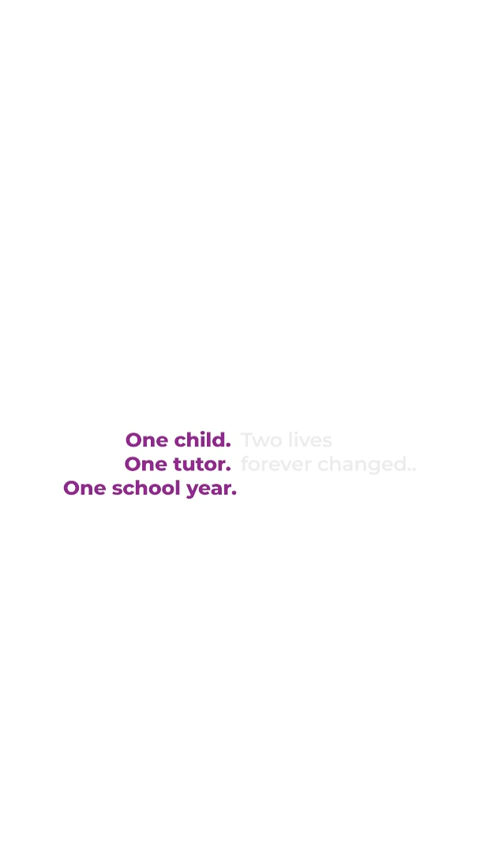 One child. Two lives
One tutor. forever changed..
One school year.